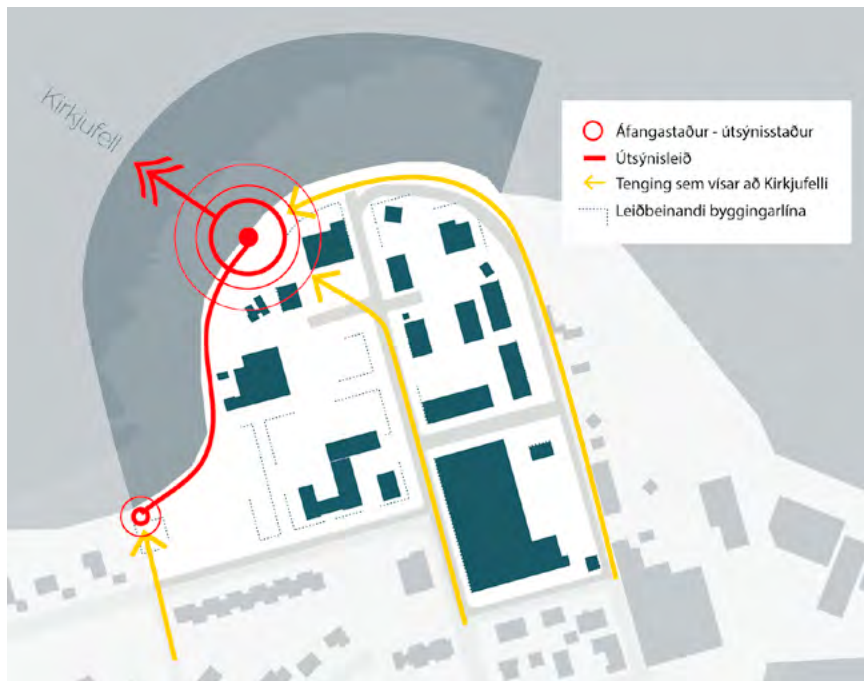 Kirkjufell
Áfangastaður - útsýnisstaður
Útsýnisleið
Tenging sem vísar að Kirkjufelli
Leiðbeinandi byggingarlína